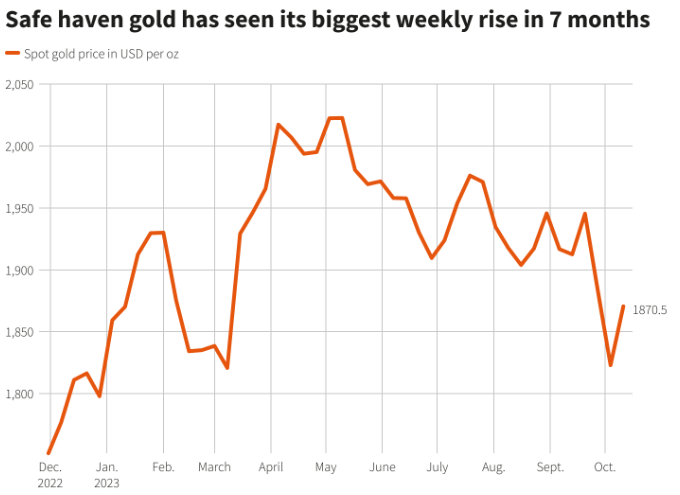 Safe haven gold has seen its biggest weekly rise in 7 months
Spot gold price in USD per oz
2,050
2,000
1,950
1,900
1870.5
1,850
1,800
Dec. Jan. Feb. March April May June July Aug. Sept. Oct.
2022 2023